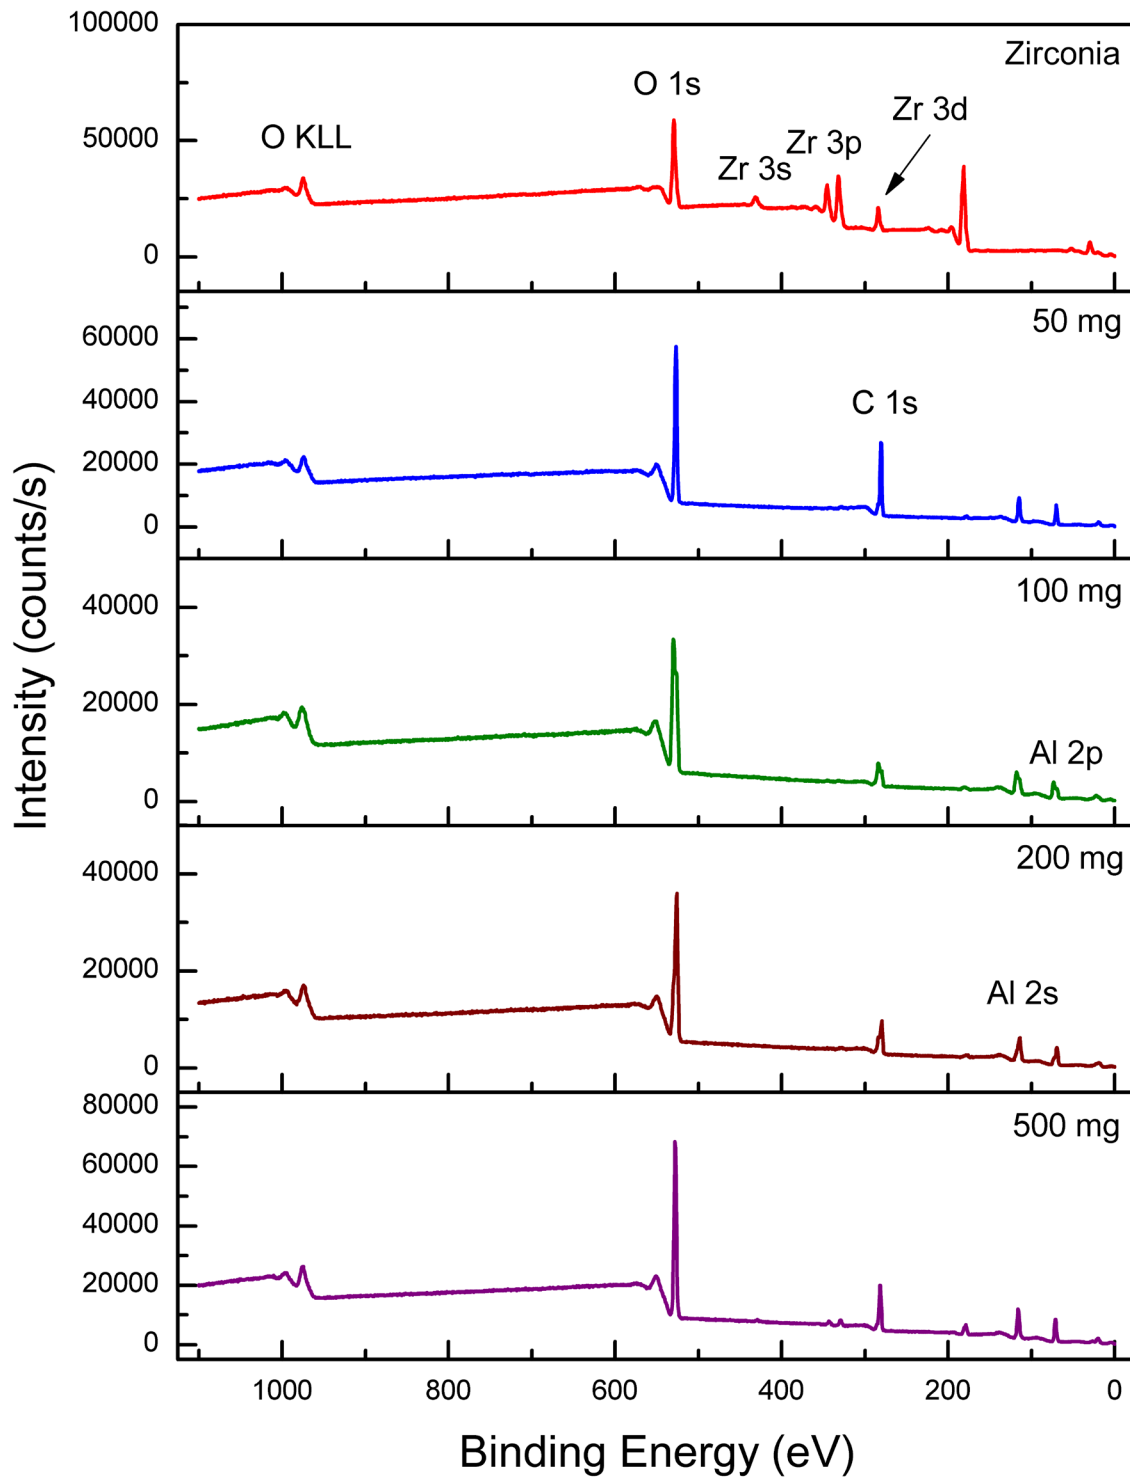 100000
50000
0
Zirconia
O KLL
O 1s
Zr 3s
Zr 3p
Zr 3d
60000
40000
20000
0
50 mg
C 1s
40000
20000
0
100 mg
Al 2p
40000
20000
0
200 mg
Al 2s
80000
60000
40000
20000
0
500 mg
1000 800 600 400 200 0
Intensity (counts/s)
Binding Energy (eV)